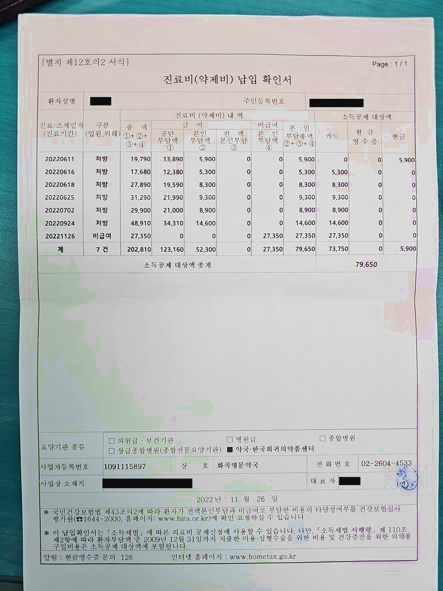 [별지 제12호의2 서식]
Page : 1 / 1
진료비(약제비) 납입 확인서
환자성명 주민등록번호
진료비(약제비) 내 역 소득공제 대상액
진료·조제일자 (진료기간) 구분 (입원,외래) 총 액 ①+②+③+④ 급 여 비급여 본 인 부담총액 ②+③+④ 카드 현 금 영수증 현금
공단 부담액 ① 본인 부담액 ② 전 액 본인부담 ③ 본 인 부담액 ④
20220611 처방 19,790 13,890 5,900 0 0 5,900 0 0 5,900
20220616 처방 17,680 12,380 5,300 0 0 5,300 5,300 0 0
20220618 처방 27,890 19,590 8,300 0 0 8,300 8,300 0 0
20220625 처방 31,290 21,990 9,300 0 0 9,300 9,300 0 0
20220702 처방 29,900 21,000 8,900 0 0 8,900 8,900 0 0
20220924 처방 48,910 34,310 14,600 0 0 14,600 14,600 0 0
20221126 비급여 27,350 0 0 0 27,350 27,350 27,350 0 0
계 7 건 202,810 123,160 52,300 0 27,350 79,650 73,750 0 5,900
소득공제 대상액 총계 79,650
요양기관 종류 □ 의원급·보건기관 □ 병원급 □ 종합병원
□ 상급종합병원(종합전문요양기관) ■ 약국·한국희귀의약품센터
사업자등록번호 1091115897 상 호 화곡명문약국 전 화 번 호 02-2604-4533
사업장 소재지 대 표 자
2022년 11 월 26 일
※ 국민건강보험법 제43조의2에 따라 환자가 전액본인부담과 비급여로 부담한 비용의 타당성여부를 건강보험심사
평가원(☎1644-2000, 홈페이지: www.hira.or.kr)에 확인 요청하실 수 있습니다
※ 이 납입확인서는「소득세법」에 따른 의료비 공제신청에 사용할 수 있습니다. 다만,「소득세법 시행령」제 110조
제2항에 따라 환자부담액 중 2009년 12월 31일까지 지출한 미용·성형수술을 위한 비용 및 건강증진을 위한 의약품
구입비용은 소득공제 대상액에 포함됩니다.
알림 : 현금영수증 문의 126 인터넷 홈페이지 : www.hometax.go.kr